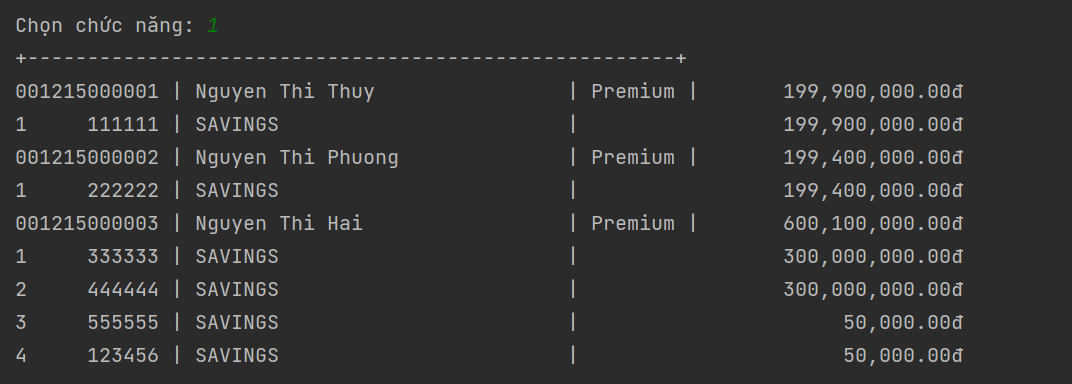 Chọn chức năng: 1
+------------------------------------------------------+
001215000001 | Nguyen Thi Thuy                | Premium |       199,900,000.00đ
1     111111 | SAVINGS                        |                 199,900,000.00đ
001215000002 | Nguyen Thi Phuong              | Premium |       199,400,000.00đ
1     222222 | SAVINGS                        |                 199,400,000.00đ
001215000003 | Nguyen Thi Hai                 | Premium |       600,100,000.00đ
1     333333 | SAVINGS                        |                 300,000,000.00đ
2     444444 | SAVINGS                        |                 300,000,000.00đ
3     555555 | SAVINGS                        |                      50,000.00đ
4     123456 | SAVINGS                        |                      50,000.00đ